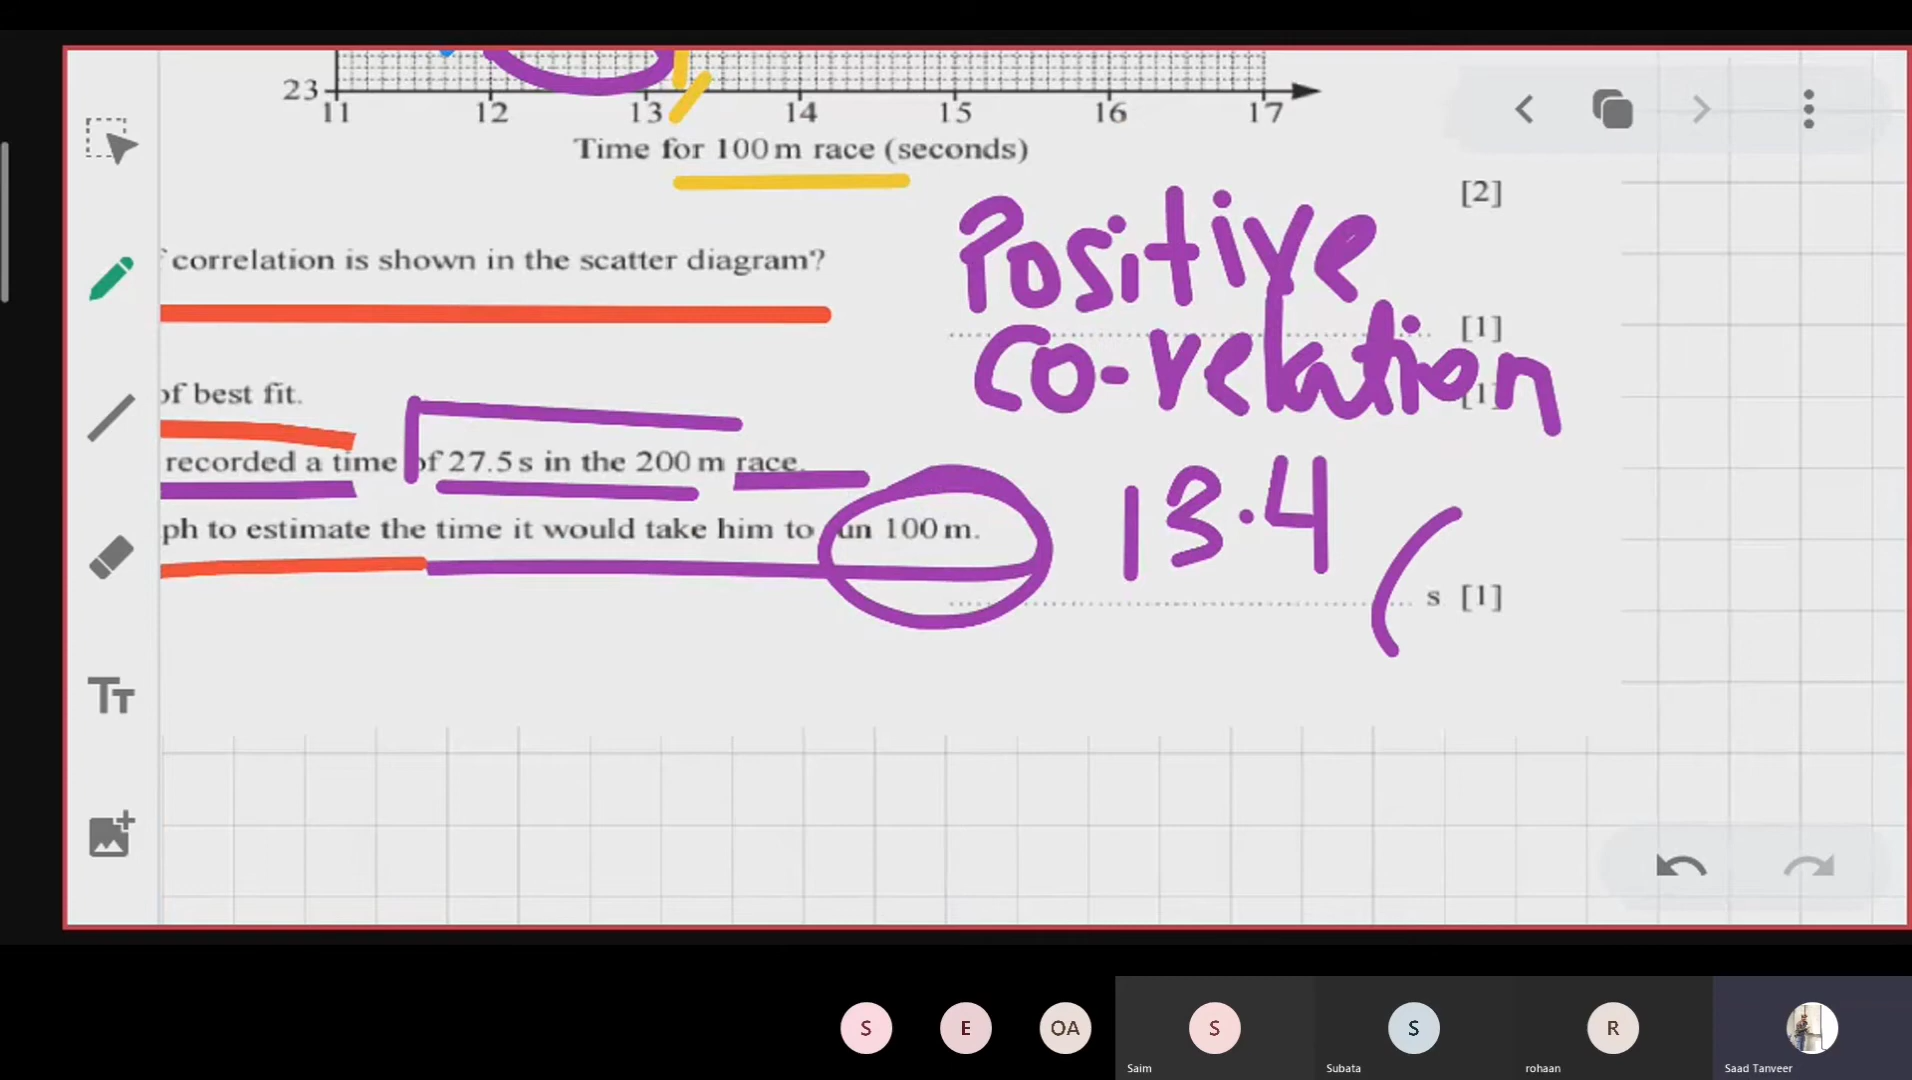 23
11 12 13 14 15 16 17
Time for 100 m race (seconds)
[2]
correlation is shown in the scatter diagram?
Positive
[1]
co-relation
of best fit.
[1]
recorded a time of 27.5 s in the 200 m race.
ph to estimate the time it would take him to run 100 m.
13.4
s [1]
TT
S E OA S S R
Saim Subata rohaan Saad Tanveer